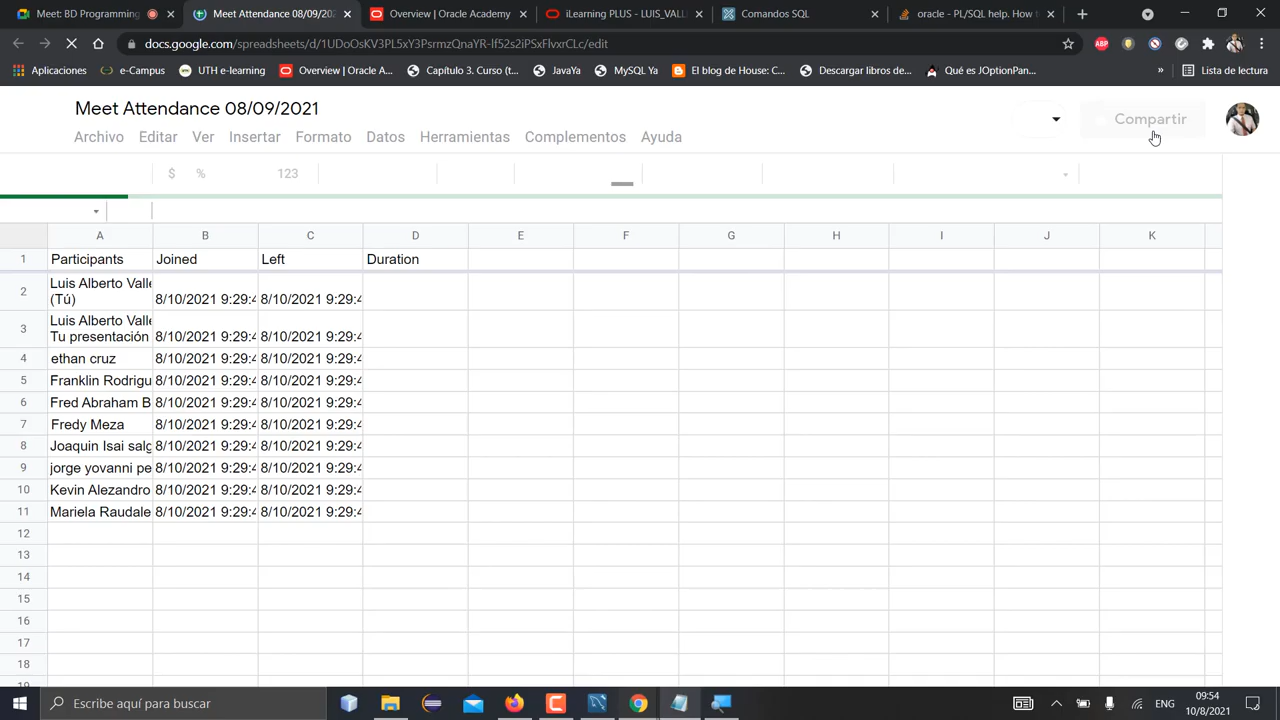 Meet: BD Programming
Meet Attendance 08/09/202
Overview | Oracle Academy
iLearning PLUS - LUIS_VALL
Comandos SQL
oracle - PL/SQL help. How t
docs.google.com/spreadsheets/d/1UDoOsKV3PL5xY3PsrmzQnaYR-lf52s2iPSxFlvxrCLc/edit
Aplicaciones
e-Campus
UTH e-learning
Overview | Oracle A...
Capítulo 3. Curso (t...
JavaYa
MySQL Ya
El blog de House: C...
Descargar libros de...
Qué es JOptionPan...
»
Lista de lectura
Meet Attendance 08/09/2021
Compartir
Archivo Editar Ver Insertar Formato Datos Herramientas Complementos Ayuda
$ % 123
A B C D E F G H I J K
1 Participants Joined Left Duration
Luis Alberto Valle
2 (Tú) 8/10/2021 9:29:4 8/10/2021 9:29:4
Luis Alberto Valle
3 Tu presentación 8/10/2021 9:29:4 8/10/2021 9:29:4
4 ethan cruz 8/10/2021 9:29:4 8/10/2021 9:29:4
5 Franklin Rodrigu 8/10/2021 9:29:4 8/10/2021 9:29:4
6 Fred Abraham B 8/10/2021 9:29:4 8/10/2021 9:29:4
7 Fredy Meza 8/10/2021 9:29:4 8/10/2021 9:29:4
8 Joaquin Isai salg 8/10/2021 9:29:4 8/10/2021 9:29:4
9 jorge yovanni pe 8/10/2021 9:29:4 8/10/2021 9:29:4
10 Kevin Alezandro 8/10/2021 9:29:4 8/10/2021 9:29:4
11 Mariela Raudale 8/10/2021 9:29:4 8/10/2021 9:29:4
12
13
14
15
16
17
18
Escribe aquí para buscar
ENG
09:54
10/8/2021